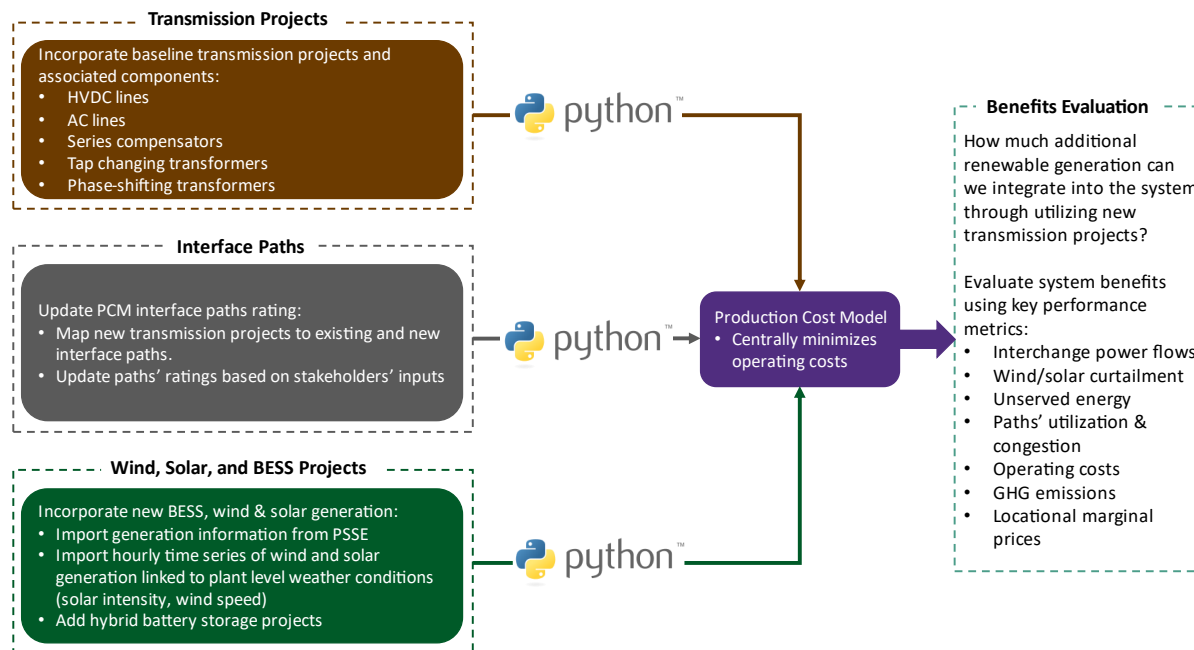 Transmission Projects
Incorporate baseline transmission projects and
associated components:
• HVDC lines
• AC lines
• Series compensators
• Tap changing transformers
• Phase-shifting transformers
python™
Interface Paths
Update PCM interface paths rating:
• Map new transmission projects to existing and new
interface paths.
• Update paths' ratings based on stakeholders' inputs
python™
Wind, Solar, and BESS Projects
Incorporate new BESS, wind & solar generation:
• Import generation information from PSSE
• Import hourly time series of wind and solar
generation linked to plant level weather conditions
(solar intensity, wind speed)
• Add hybrid battery storage projects
python™
Production Cost Model
• Centrally minimizes
operating costs
Benefits Evaluation
How much additional
renewable generation can
we integrate into the system
through utilizing new
transmission projects?
Evaluate system benefits
using key performance
metrics:
• Interchange power flows
• Wind/solar curtailment
• Unserved energy
• Paths' utilization &
congestion
• Operating costs
• GHG emissions
• Locational marginal
prices